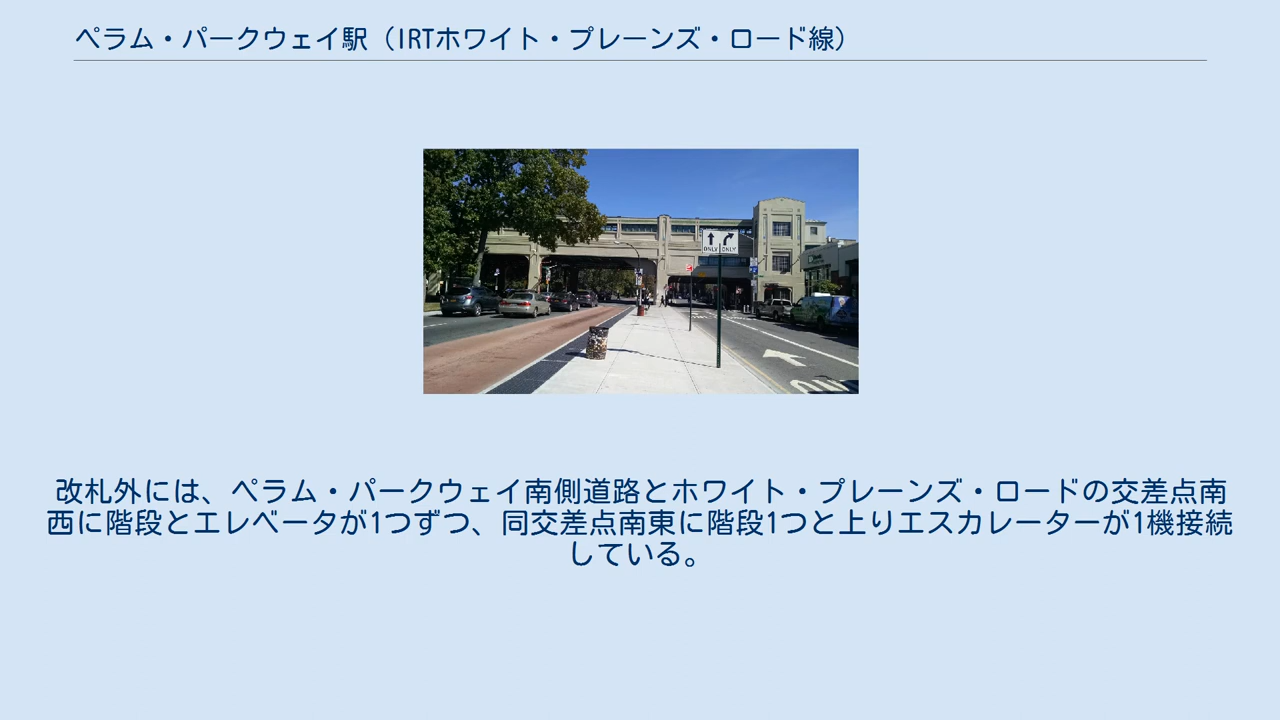 ペラム・パークウェイ駅（IRTホワイト・プレーンズ・ロード線）
ONLY ONLY
改札外には、ペラム・パークウェイ南側道路とホワイト・プレーンズ・ロードの交差点南
西に階段とエレベータが1つずつ、同交差点南東に階段1つと上りエスカレーターが1機接続
している。